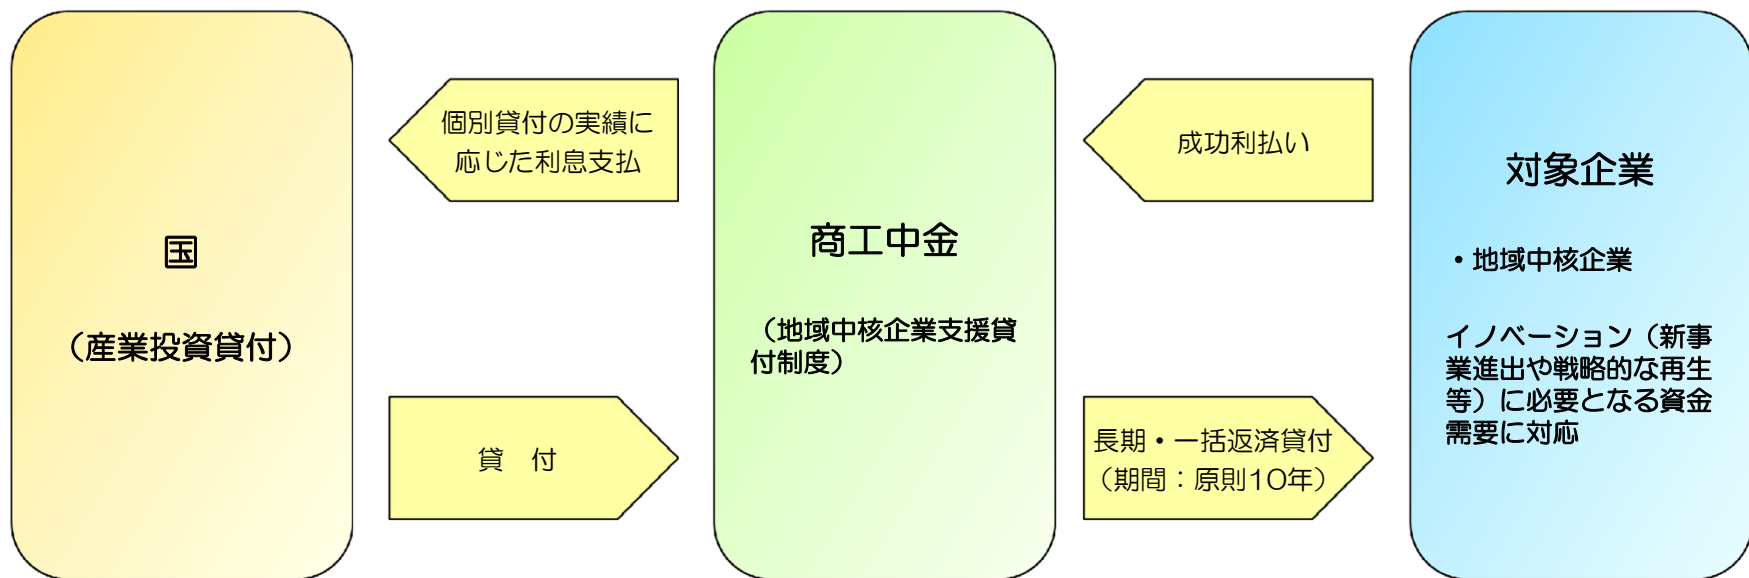 国
（産業投資貸付）
個別貸付の実績に
応じた利息支払
貸　付
商工中金
（地域中核企業支援貸
付制度）
成功利払い
長期・一括返済貸付
（期間：原則10年）
対象企業
・地域中核企業
イノベーション（新事
業進出や戦略的な再生
等）に必要となる資金
需要に対応